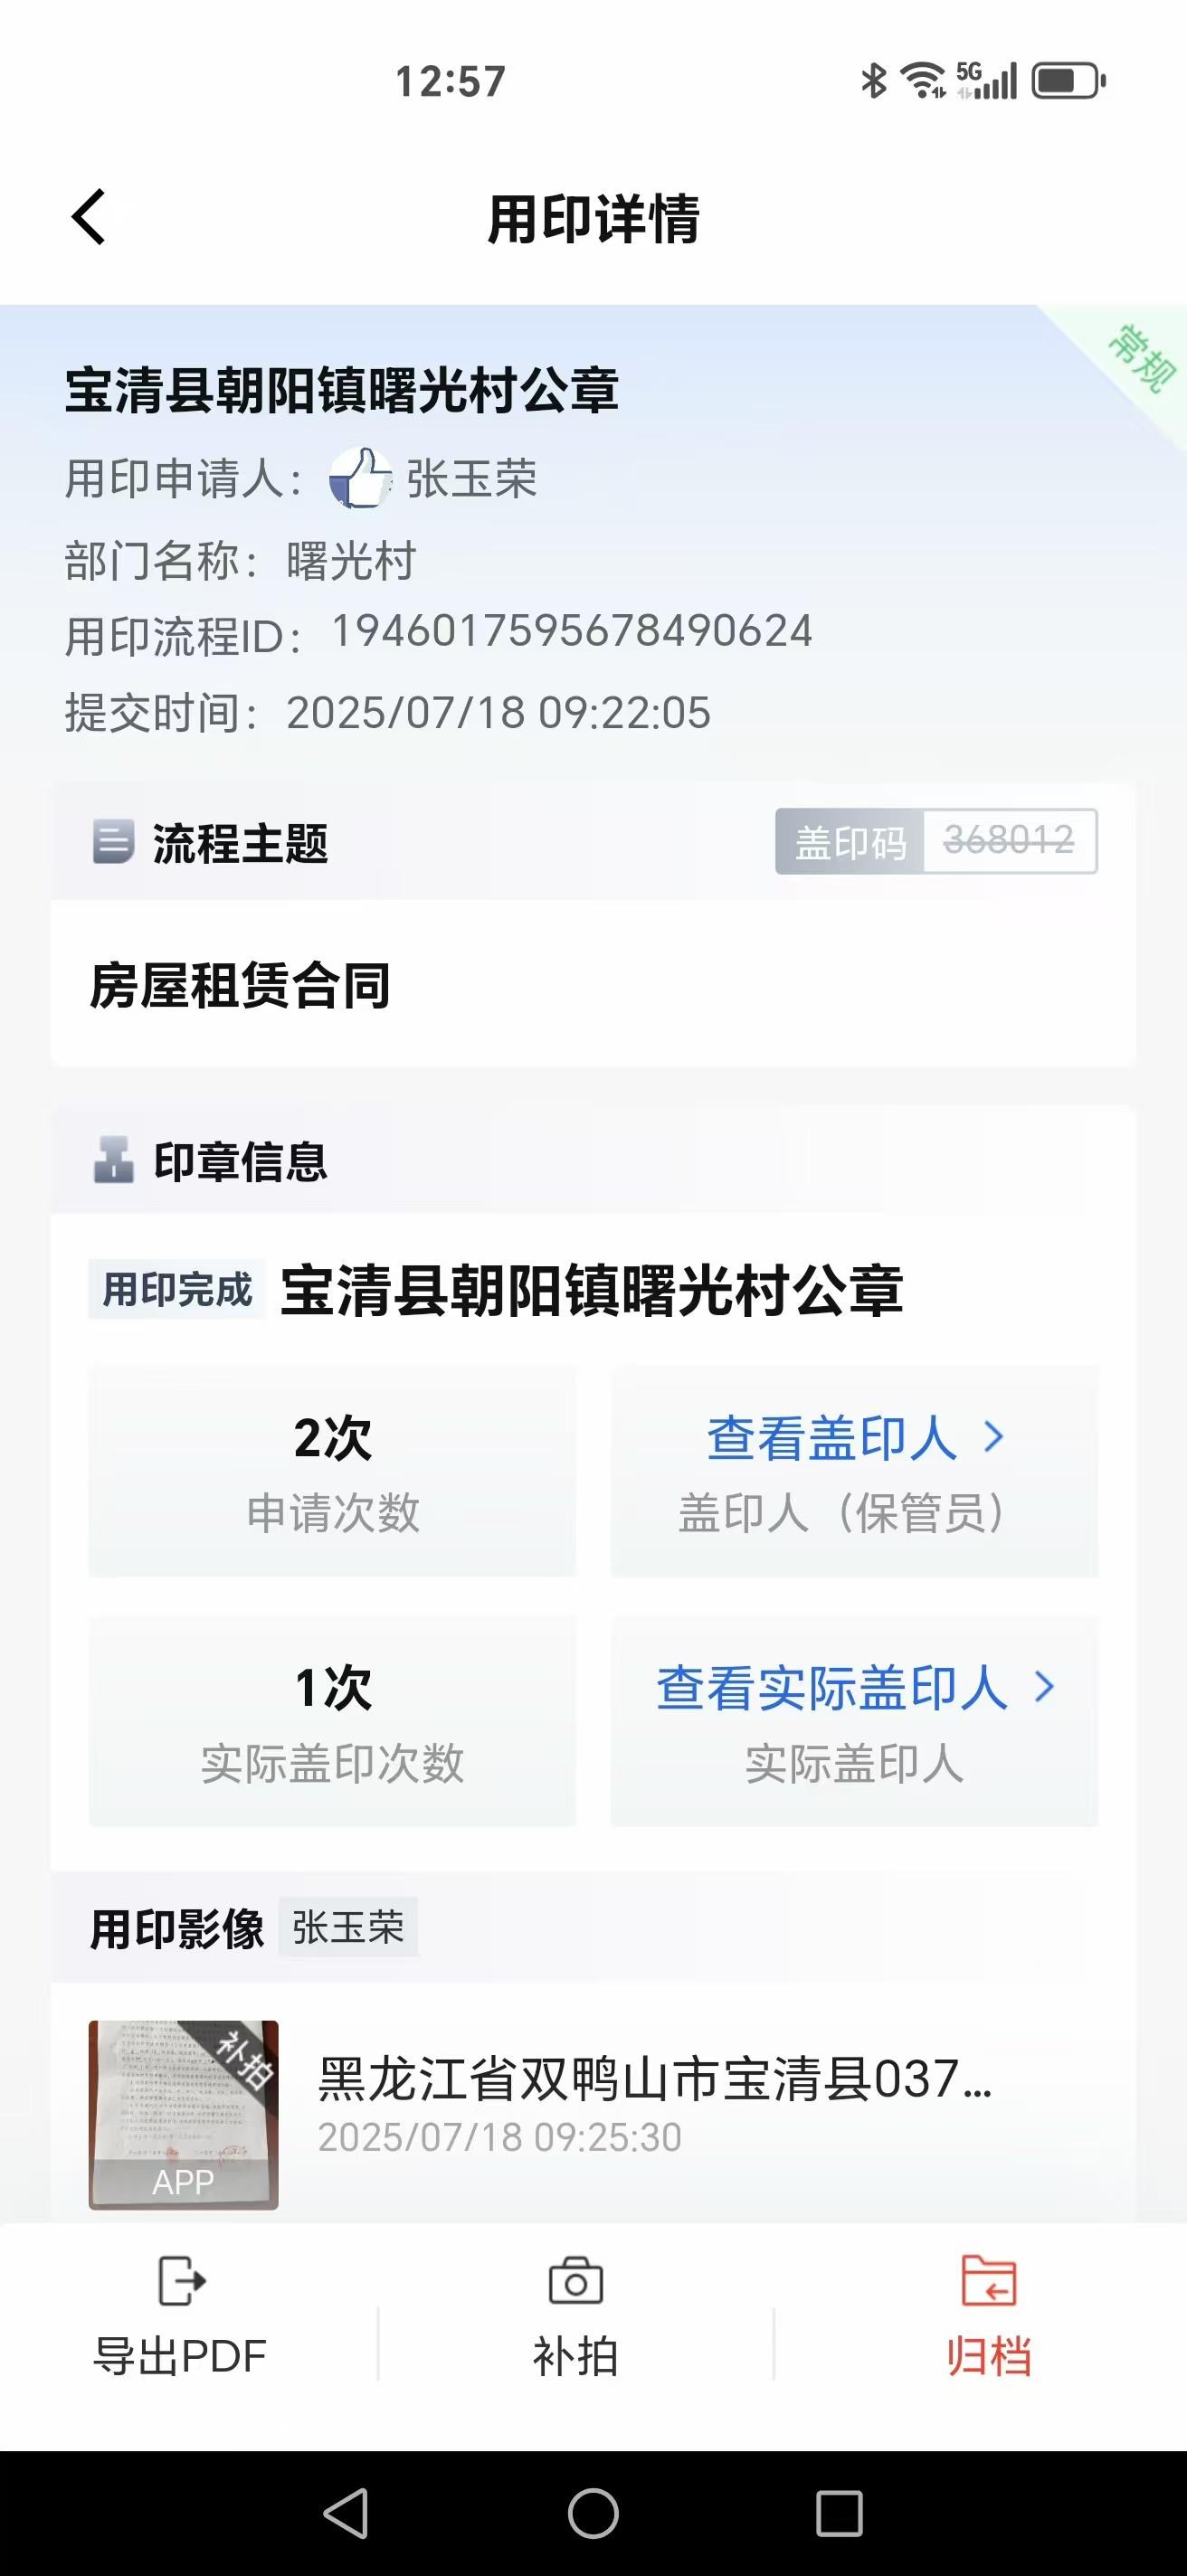 12:57
5G
用印详情
常规
宝清县朝阳镇曙光村公章
用印申请人： 张玉荣
部门名称： 曙光村
用印流程ID： 1946017595678490624
提交时间： 2025/07/18 09:22:05
流程主题
盖印码 368012
房屋租赁合同
印章信息
用印完成 宝清县朝阳镇曙光村公章
2次 查看盖印人
申请次数 盖印人（保管员）
1次 查看实际盖印人
实际盖印次数 实际盖印人
用印影像 张玉荣
补拍
黑龙江省双鸭山市宝清县037...
2025/07/18 09:25:30
APP
导出PDF 补拍 归档